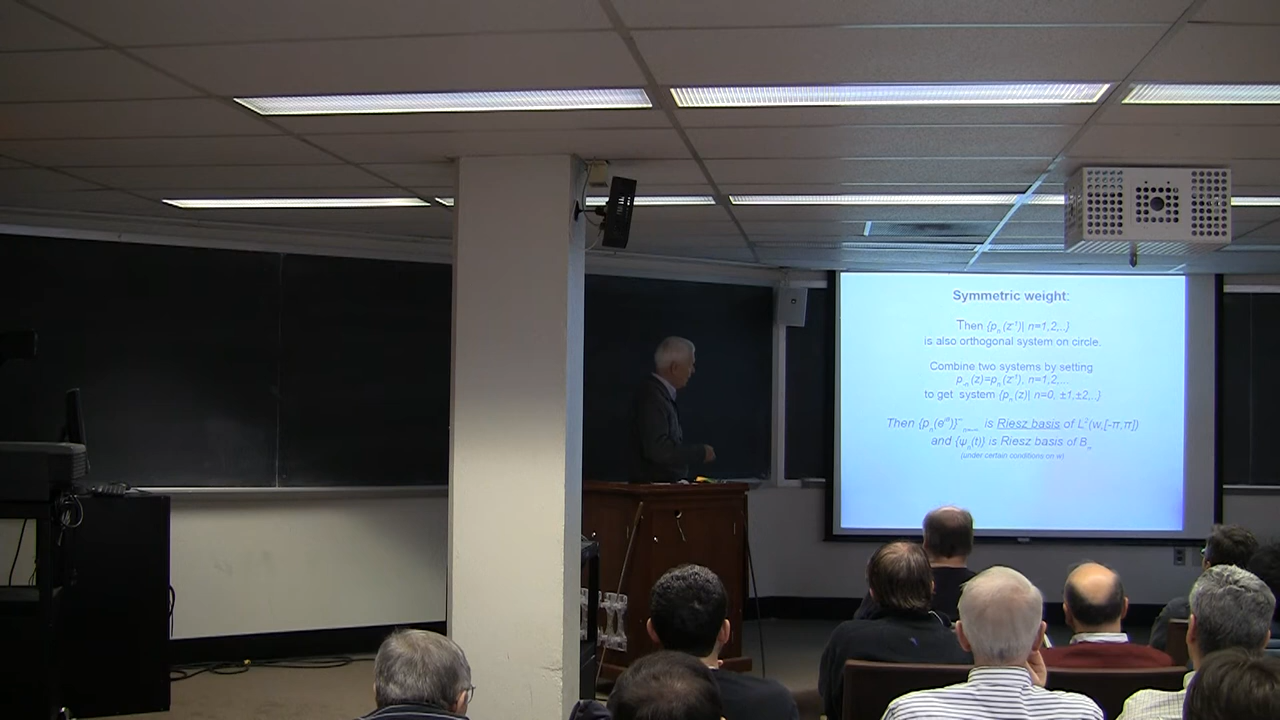 Symmetric weight:
Then {pₙ(z⁻¹)| n=1,2,..}
is also orthogonal system on circle.
Combine two systems by setting
p₋ₙ(z)=pₙ(z⁻¹), n=1,2,...
to get system {pₙ(z)| n=0, ±1,±2,..}
Then {pₙ(e^{iθ})}^∞_{n=-∞} is Riesz basis of L²(w,[-π,π])
and {ψₙ(t)} is Riesz basis of B
(under certain conditions on w)